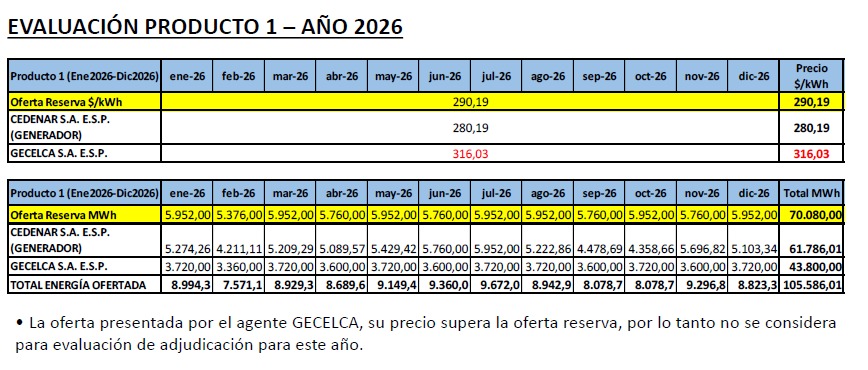 EVALUACIÓN PRODUCTO 1 – AÑO 2026
Producto 1 (Ene2026-Dic2026) ene-26 feb-26 mar-26 abr-26 may-26 jun-26 jul-26 ago-26 sep-26 oct-26 nov-26 dic-26 Precio $/kWh
Oferta Reserva $/kWh 290,19 290,19
CEDENAR S.A. E.S.P. (GENERADOR) 280,19 280,19
GECELCA S.A. E.S.P. 316,03 316,03
Producto 1 (Ene2026-Dic2026) ene-26 feb-26 mar-26 abr-26 may-26 jun-26 jul-26 ago-26 sep-26 oct-26 nov-26 dic-26 Total MWh
Oferta Reserva MWh 5.952,00 5.376,00 5.952,00 5.760,00 5.952,00 5.760,00 5.952,00 5.952,00 5.760,00 5.952,00 5.760,00 5.952,00 70.080,00
CEDENAR S.A. E.S.P. (GENERADOR) 5.274,26 4.211,11 5.209,29 5.089,57 5.429,42 5.760,00 5.952,00 5.222,86 4.478,69 4.358,66 5.696,82 5.103,34 61.786,01
GECELCA S.A. E.S.P. 3.720,00 3.360,00 3.720,00 3.600,00 3.720,00 3.600,00 3.720,00 3.720,00 3.600,00 3.720,00 3.600,00 3.720,00 43.800,00
TOTAL ENERGÍA OFERTADA 8.994,3 7.571,1 8.929,3 8.689,6 9.149,4 9.360,0 9.672,0 8.942,9 8.078,7 8.078,7 9.296,8 8.823,3 105.586,01
• La oferta presentada por el agente GECELCA, su precio supera la oferta reserva, por lo tanto no se considera
para evaluación de adjudicación para este año.